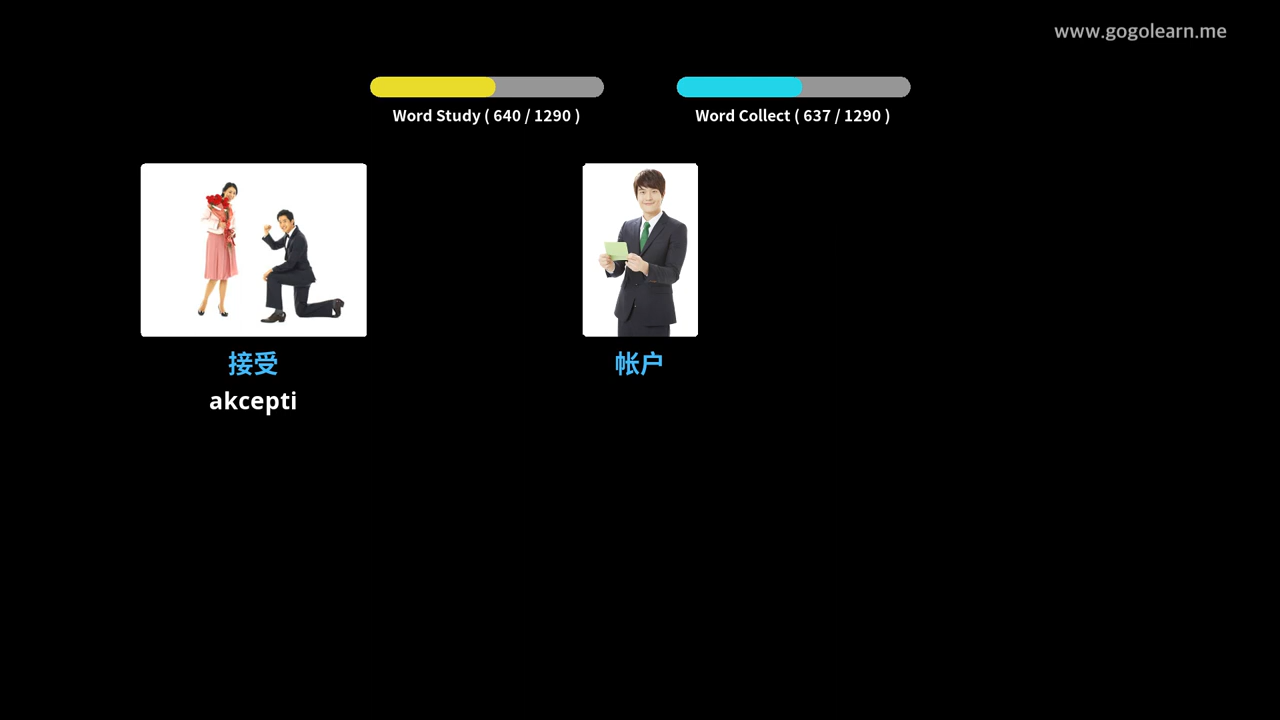 www.gogolearn.me
Word Study ( 640 / 1290 )
Word Collect ( 637 / 1290 )
接受
akcepti
帐户